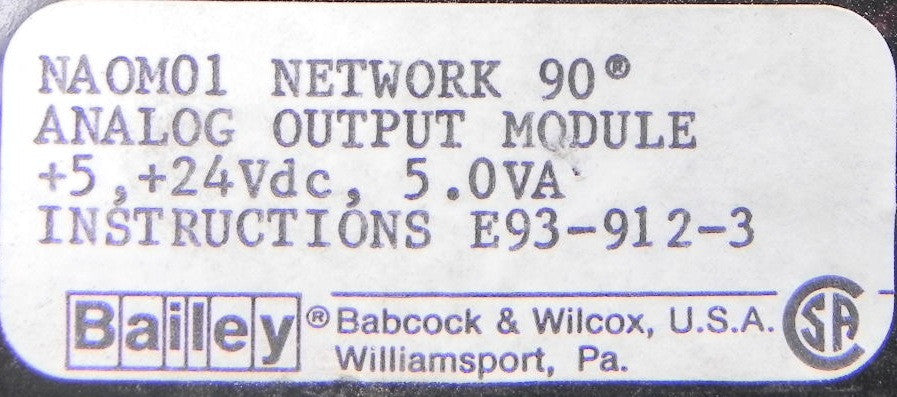 NAOM01 NETWORK 90®
ANALOG OUTPUT MODULE
+5,+24Vdc, 5.0VA
INSTRUCTIONS E93-912-3
Bailey® Babcock & Wilcox, U.S.A.
Williamsport, Pa.
CSA